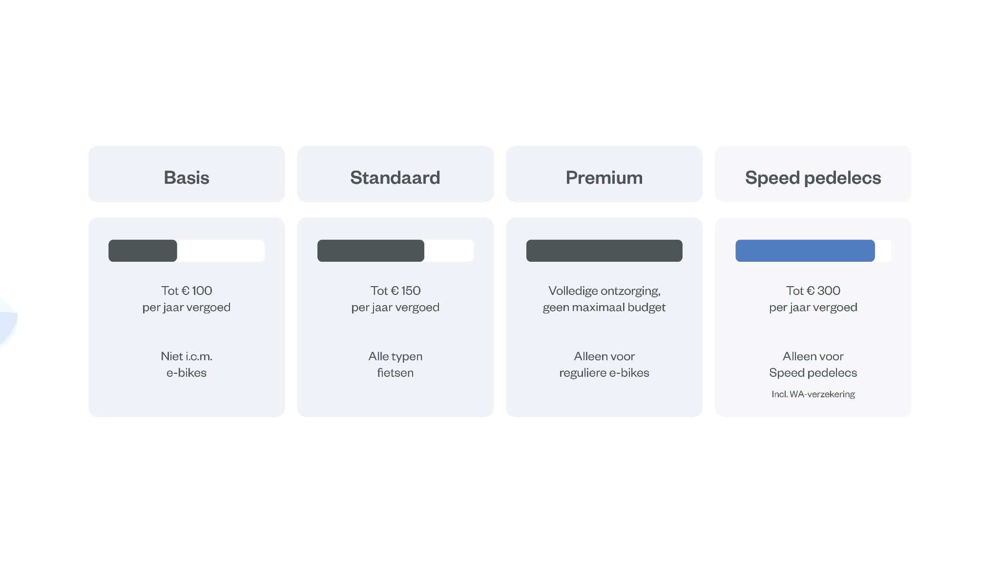 Basis
Standaard
Premium
Speed pedelecs
Tot € 100
per jaar vergoed
Niet i.c.m.
e-bikes
Tot € 150
per jaar vergoed
Alle typen
fietsen
Volledige ontzorging,
geen maximaal budget
Alleen voor
reguliere e-bikes
Tot € 300
per jaar vergoed
Alleen voor
Speed pedelecs
Incl. WA-verzekering